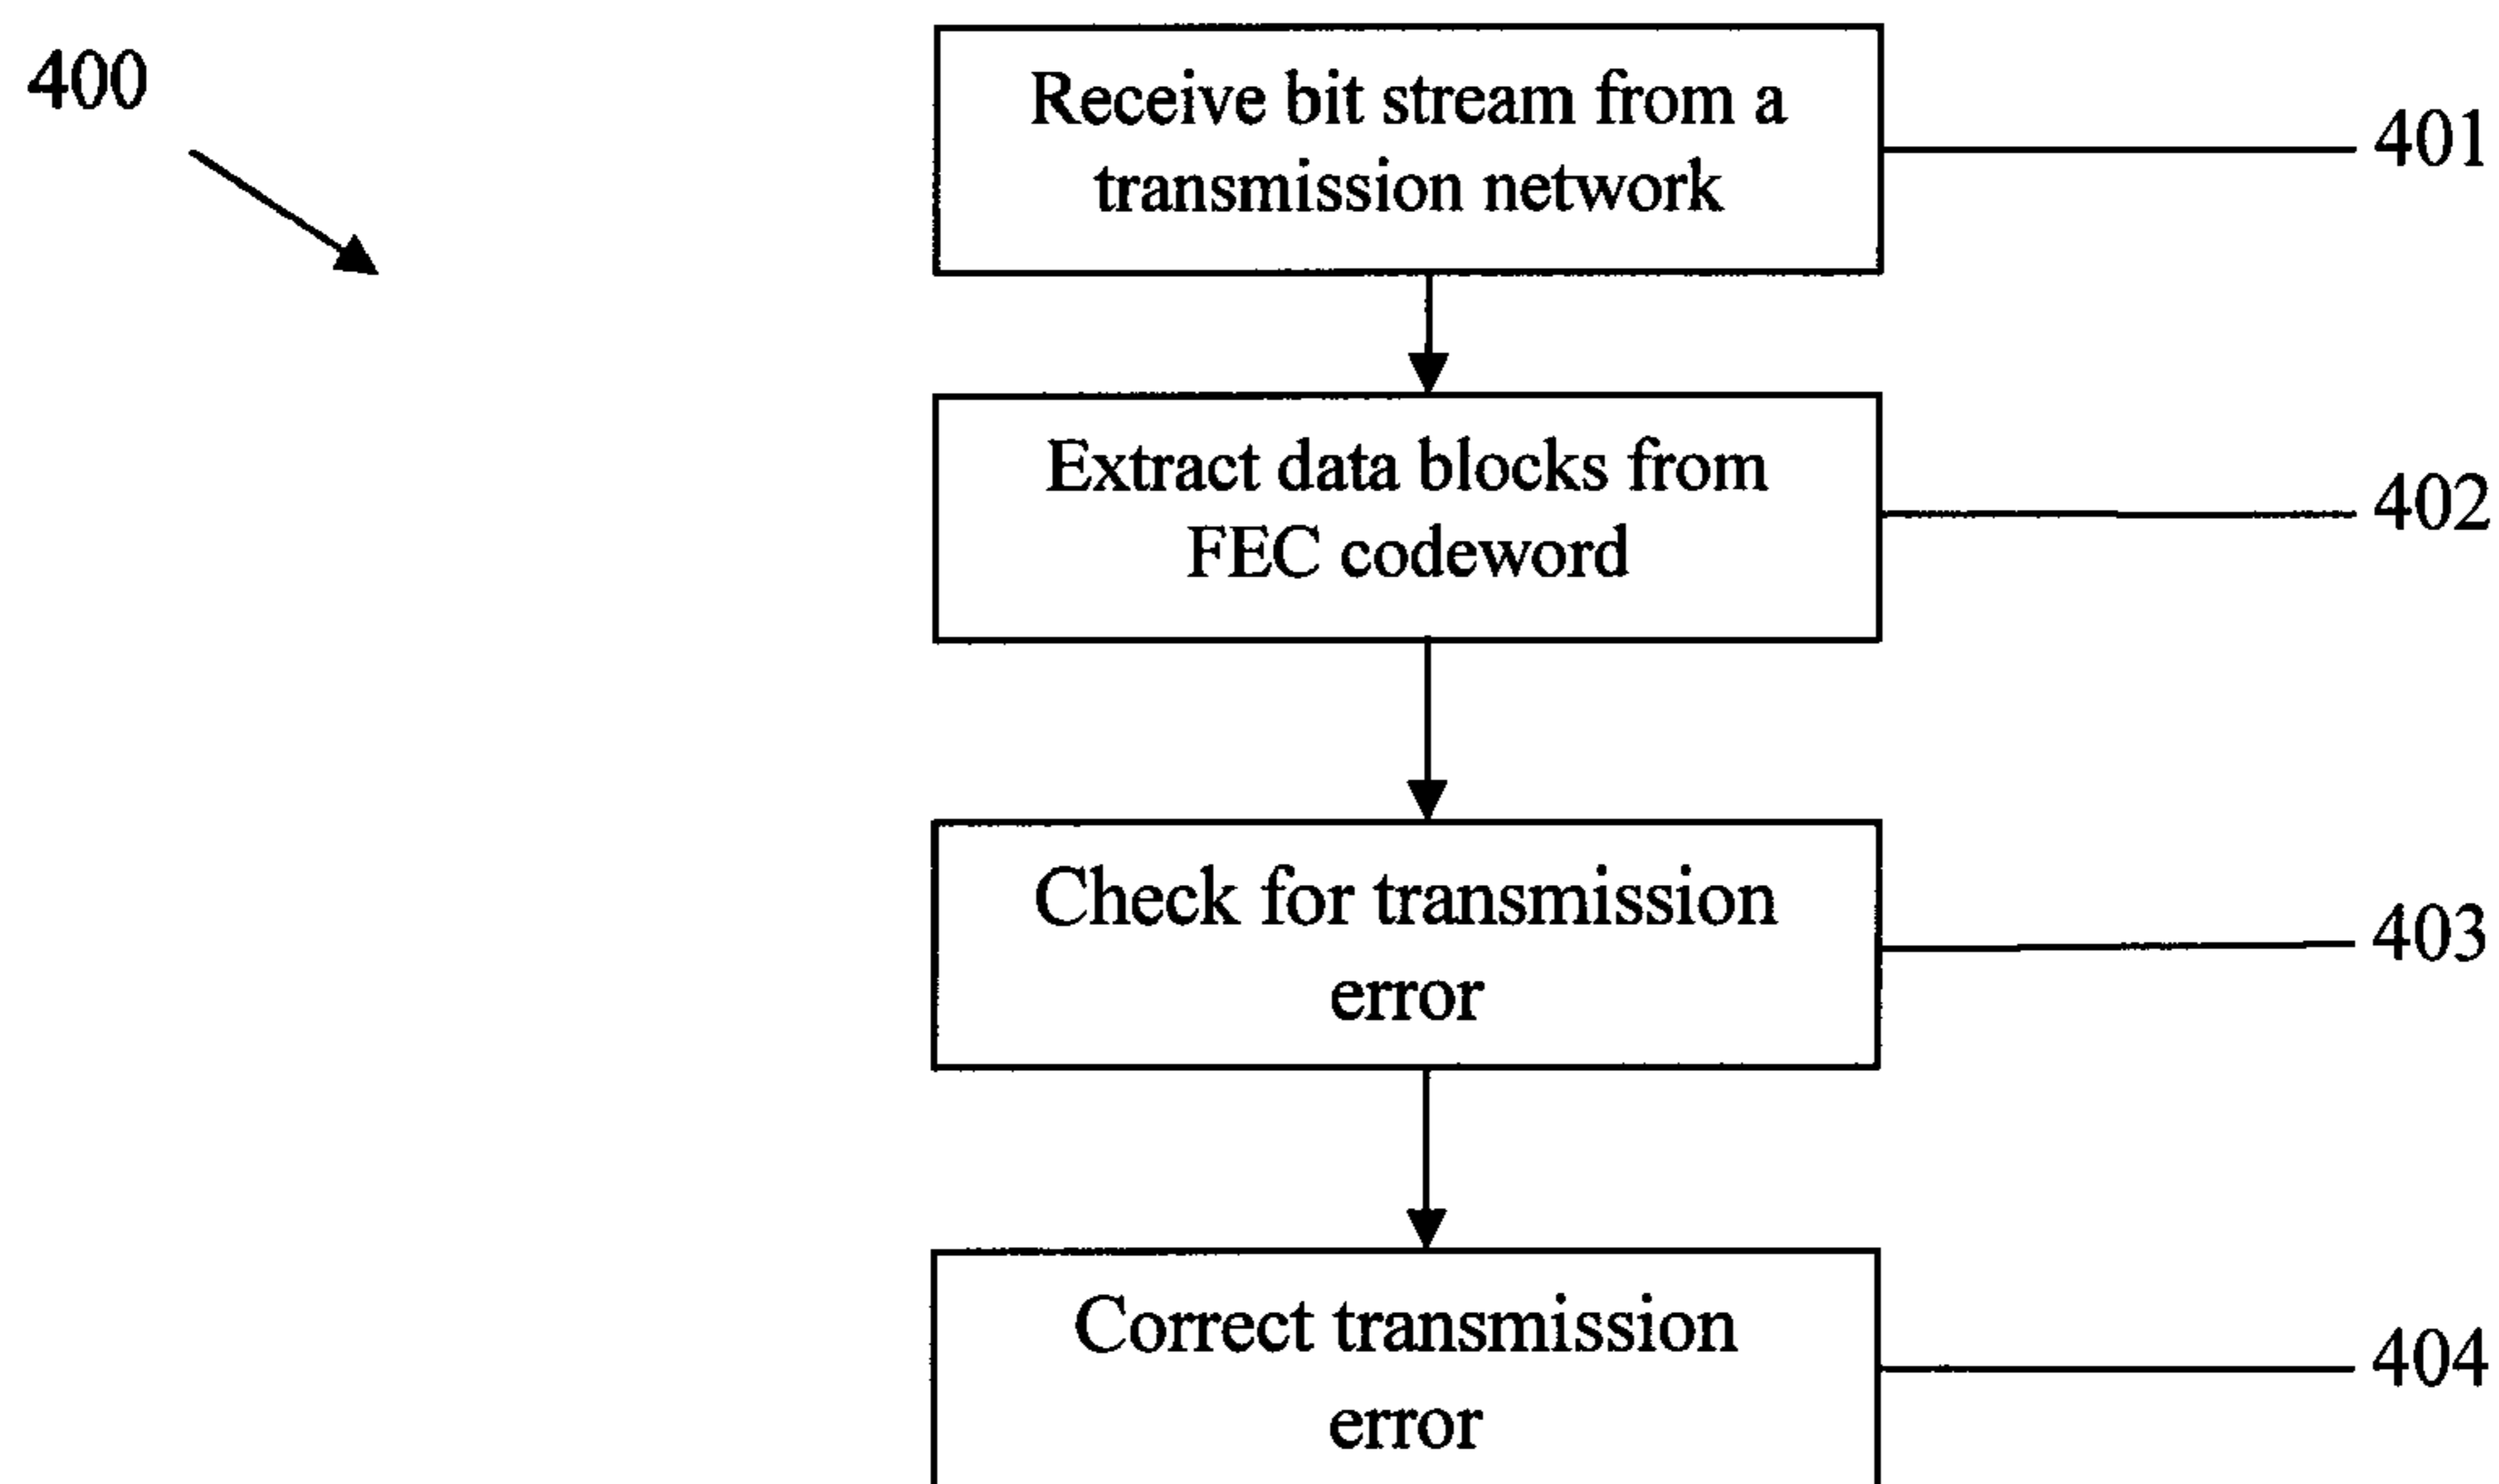 400
Receive bit stream from a
transmission network
401
Extract data blocks from
FEC codeword
402
Check for transmission
error
403
Correct transmission
error
404